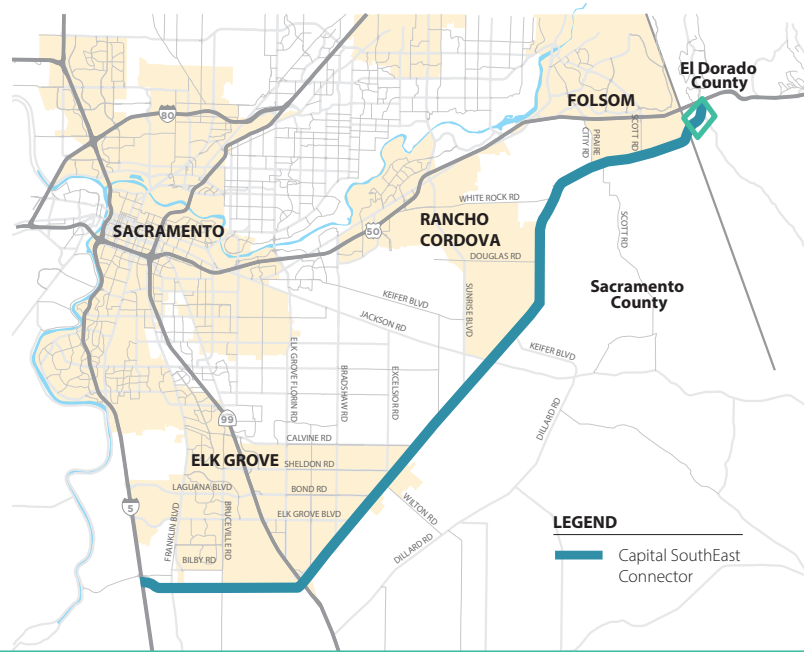 El Dorado
County
FOLSOM
80
PRAIRE
CITY RD
SCOTT RD
WHITE ROCK RD
RANCHO
CORDOVA
SACRAMENTO
50
SCOTT RD
DOUGLAS RD
Sacramento
County
KEIFER BLVD
SUNRISE BLVD
JACKSON RD
KEIFER BLVD
ELK GROVE FLORIN RD
BRADSHAW RD
EXCELSIOR RD
DILLARD RD
99
CALVINE RD
ELK GROVE
SHELDON RD
LAGUANA BLVD
BOND RD
5
FRANKLIN BLVD
BRUCEVILLE RD
ELK GROVE BLVD
WILTON RD
DILLARD RD
BILBY RD
LEGEND
Capital SouthEast
Connector